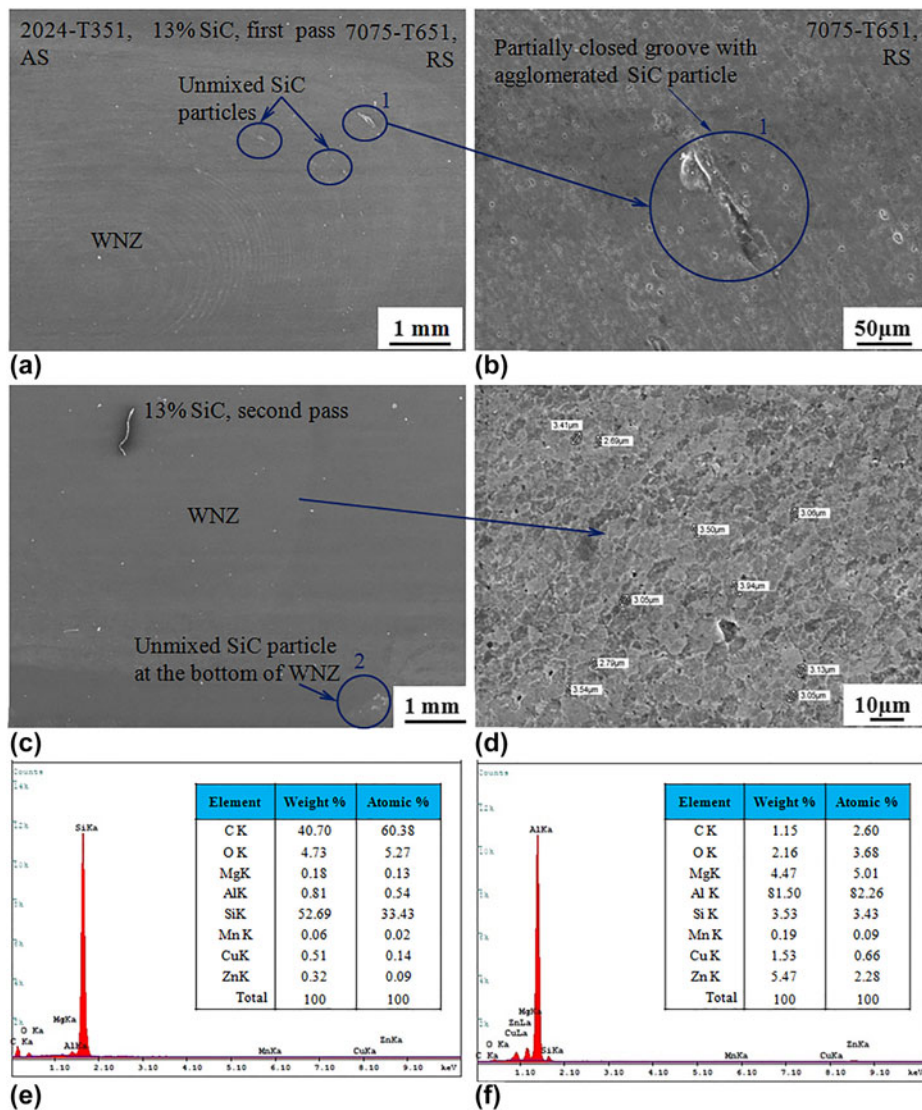 2024-T351, 13% SiC, first pass 7075-T651,
AS RS
Unmixed SiC
particles
1
WNZ
1 mm
(a)
7075-T651,
RS
Partially closed groove with
agglomerated SiC particle
1
50µm
(b)
13% SiC, second pass
WNZ
Unmixed SiC particle
at the bottom of WNZ
2
1 mm
(c)
3.41µm
2.69µm
3.06µm
3.50µm
3.94µm
3.05µm
2.79µm
3.13µm
3.54µm
3.05µm
10µm
(d)
Counts
SiKa
MgKa
O Ka
C Ka
AlKa
MnKa
CuKa
ZnKa
1.10 2.10 3.10 4.10 5.10 6.10 7.10 8.10 9.10 keV
Element Weight % Atomic %
C K 40.70 60.38
O K 4.73 5.27
MgK 0.18 0.13
AlK 0.81 0.54
SiK 52.69 33.43
Mn K 0.06 0.02
CuK 0.51 0.14
ZnK 0.32 0.09
Total 100 100
(e)
Counts
AlKa
MgKa
ZnLa
CuLa
O Ka
C Ka
SiKa
MnKa
CuKa
ZnKa
1.10 2.10 3.10 4.10 5.10 6.10 7.10 8.10 9.10 keV
Element Weight % Atomic %
C K 1.15 2.60
O K 2.16 3.68
MgK 4.47 5.01
Al K 81.50 82.26
Si K 3.53 3.43
Mn K 0.19 0.09
Cu K 1.53 0.66
Zn K 5.47 2.28
Total 100 100
(f)